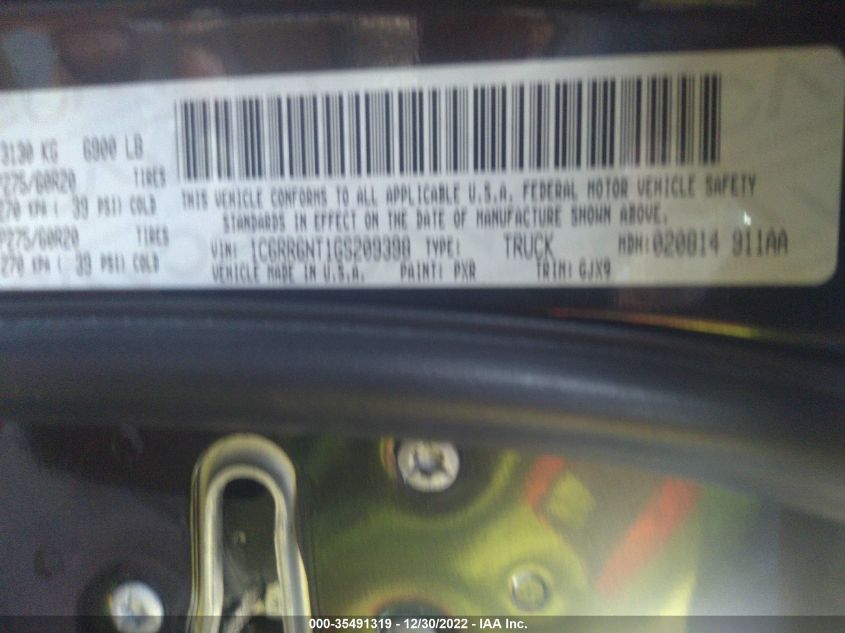 3130 KG 6900 LB
P275/60R20 TIRES
270 KPA ( 39 PSI) COLD
P275/60R20 TIRES
270 KPA ( 39 PSI) COLD
THIS VEHICLE CONFORMS TO ALL APPLICABLE U.S.A. FEDERAL MOTOR VEHICLE SAFETY
STANDARDS IN EFFECT ON THE DATE OF MANUFACTURE SHOWN ABOVE.
VIN: 1C6RR6NT1GS209398 TYPE: TRUCK MDH: 020814 911AA
VEHICLE MADE IN U.S.A. PAINT: PXR TRIM: GJX9
000-35491319 - 12/30/2022 - IAA Inc.